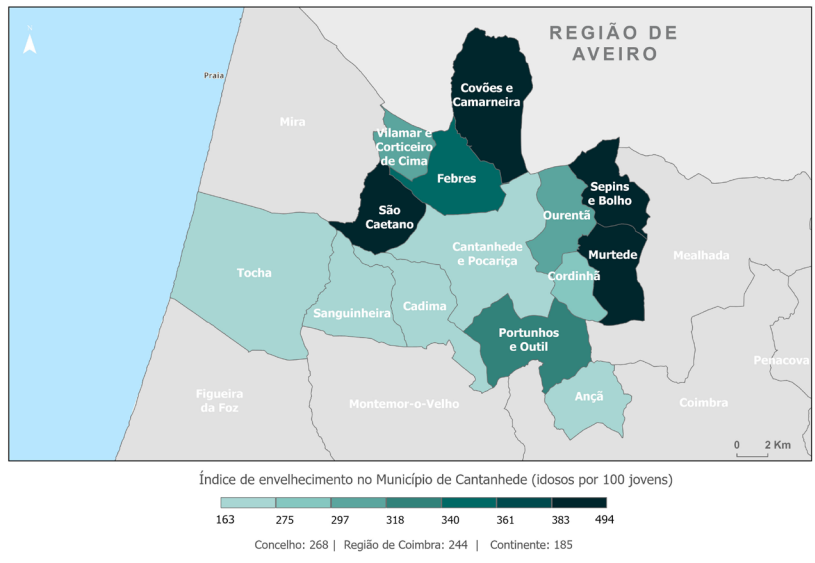 REGIÃO DE
AVEIRO
N
Praia
Covões e
Camarneira
Mira
Vilamar e
Corticeiro
de Cima
Febres
Sepins
e Bolho
São
Caetano
Ourentã
Cantanhede
e Pocariça
Murtede
Mealhada
Tocha
Cordinhã
Sanguinheira
Cadima
Portunhos
e Outil
Penacova
Figueira
da Foz
Montemor-o-Velho
Ançã
Coimbra
0 2 Km
Índice de envelhecimento no Município de Cantanhede (idosos por 100 jovens)
163 275 297 318 340 361 383 494
Concelho: 268 | Região de Coimbra: 244 | Continente: 185